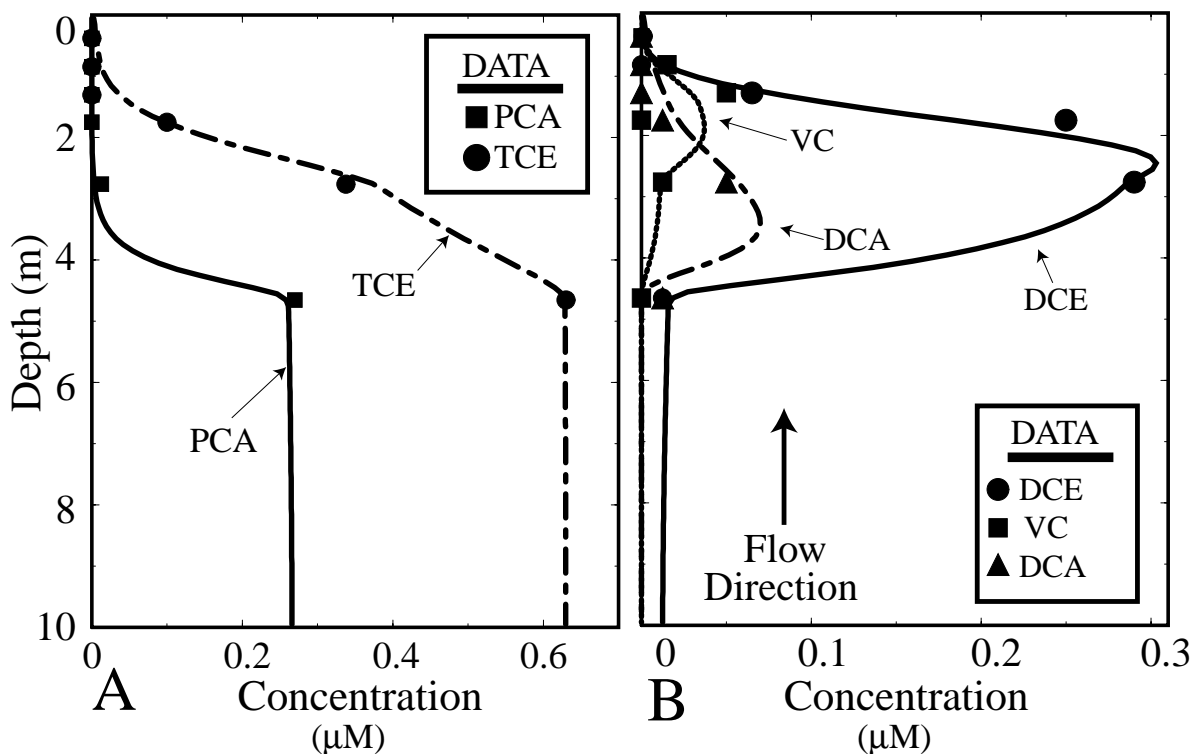 0
2
4
6
8
10
Depth (m)
DATA
PCA
TCE
TCE
PCA
0
0.2
0.4
0.6
A
Concentration
(μM)
VC
DCA
DCE
DATA
DCE
VC
DCA
Flow
Direction
0
0.1
0.2
0.3
B
Concentration
(μM)